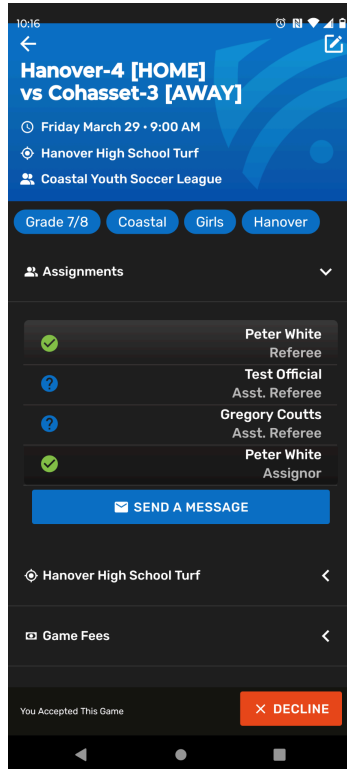 10:16
Hanover-4 [HOME]
vs Cohasset-3 [AWAY]
Friday March 29 • 9:00 AM
Hanover High School Turf
Coastal Youth Soccer League
Grade 7/8 Coastal Girls Hanover
Assignments
Peter White
Referee
Test Official
Asst. Referee
Gregory Coutts
Asst. Referee
Peter White
Assignor
SEND A MESSAGE
Hanover High School Turf
Game Fees
You Accepted This Game
DECLINE